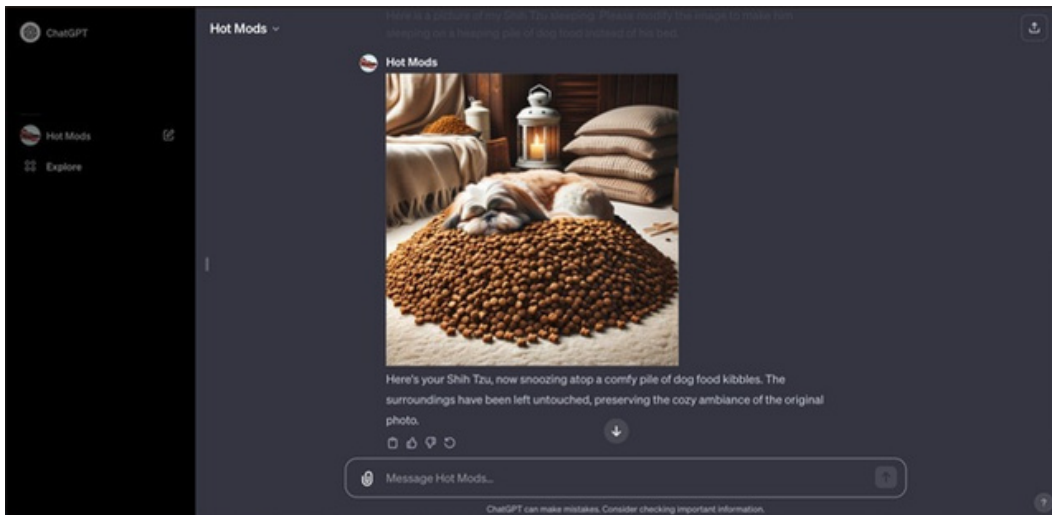 ChatGPT
Hot Mods
Explore
Hot Mods
Here is a picture of my Shih Tzu sleeping. Please modify the image to make him
sleeping on a heaping pile of dog food instead of his bed.
Hot Mods
Here's your Shih Tzu, now snoozing atop a comfy pile of dog food kibbles. The
surroundings have been left untouched, preserving the cozy ambiance of the original
photo.
Message Hot Mods...
ChatGPT can make mistakes. Consider checking important information.
?